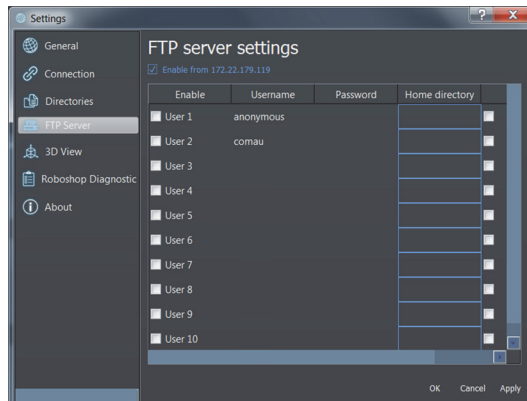 Settings
General
Connection
Directories
FTP Server
3D View
Roboshop Diagnostic
About
FTP server settings
Enable from 172.22.179.119
Enable Username Password Home directory
User 1 anonymous
User 2 comau
User 3
User 4
User 5
User 6
User 7
User 8
User 9
User 10
OK Cancel Apply